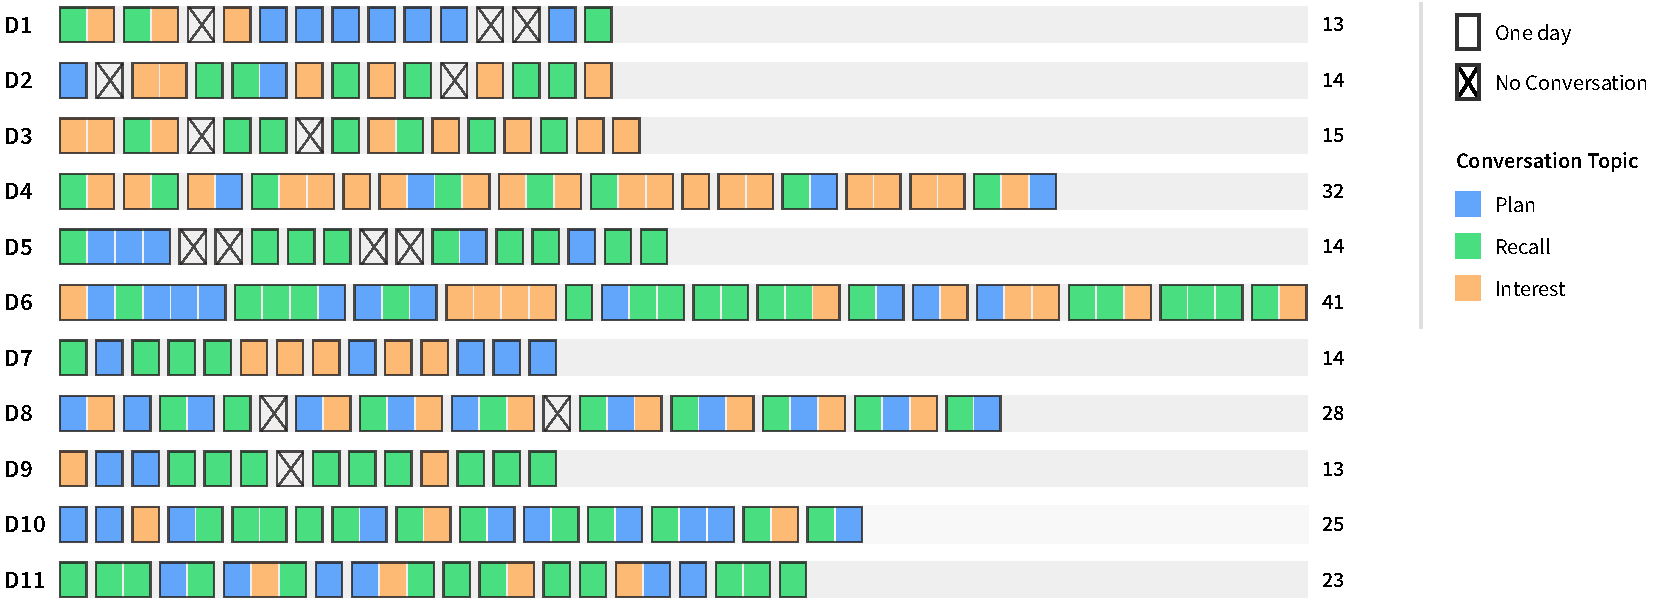 D1 13
D2 14
D3 15
D4 32
D5 14
D6 41
D7 14
D8 28
D9 13
D10 25
D11 23
One day
No Conversation
Conversation Topic
Plan
Recall
Interest